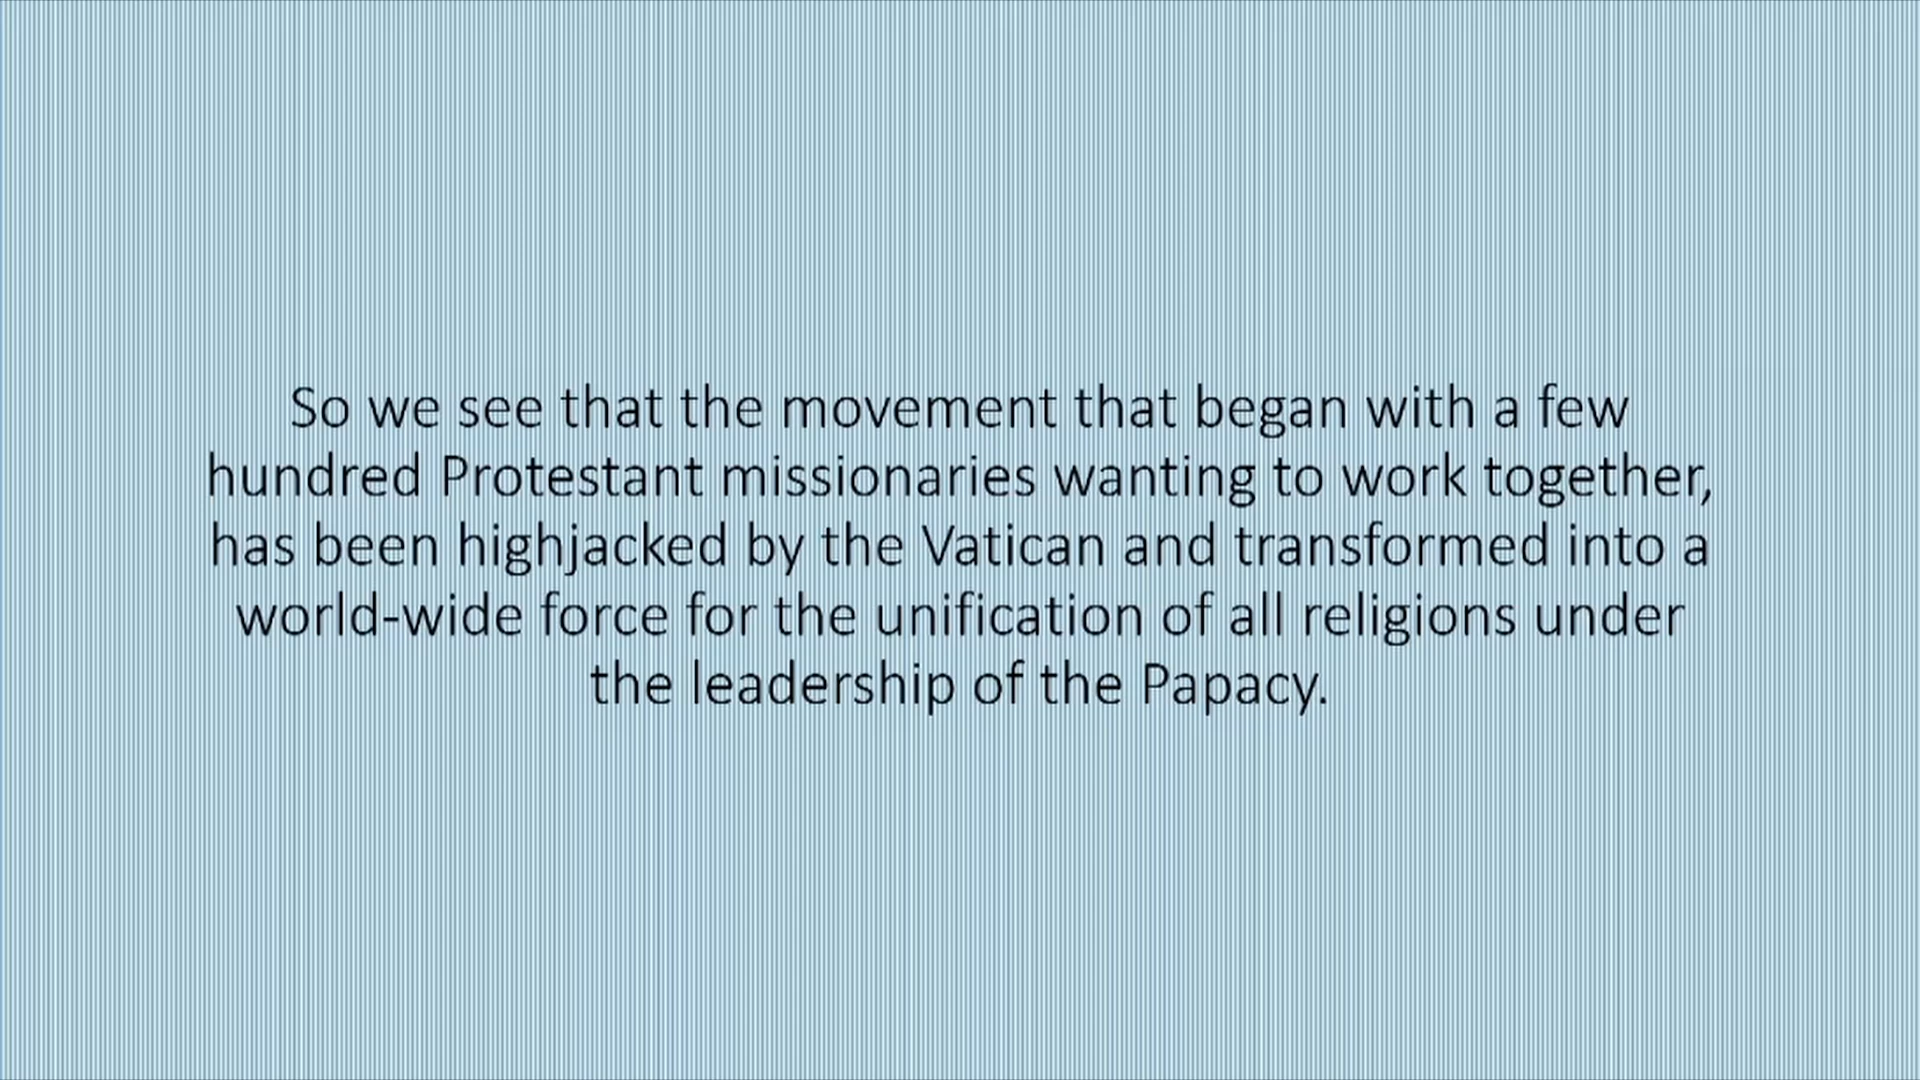 So we see that the movement that began with a few
hundred Protestant missionaries wanting to work together,
has been highjacked by the Vatican and transformed into a
world-wide force for the unification of all religions under
the leadership of the Papacy.